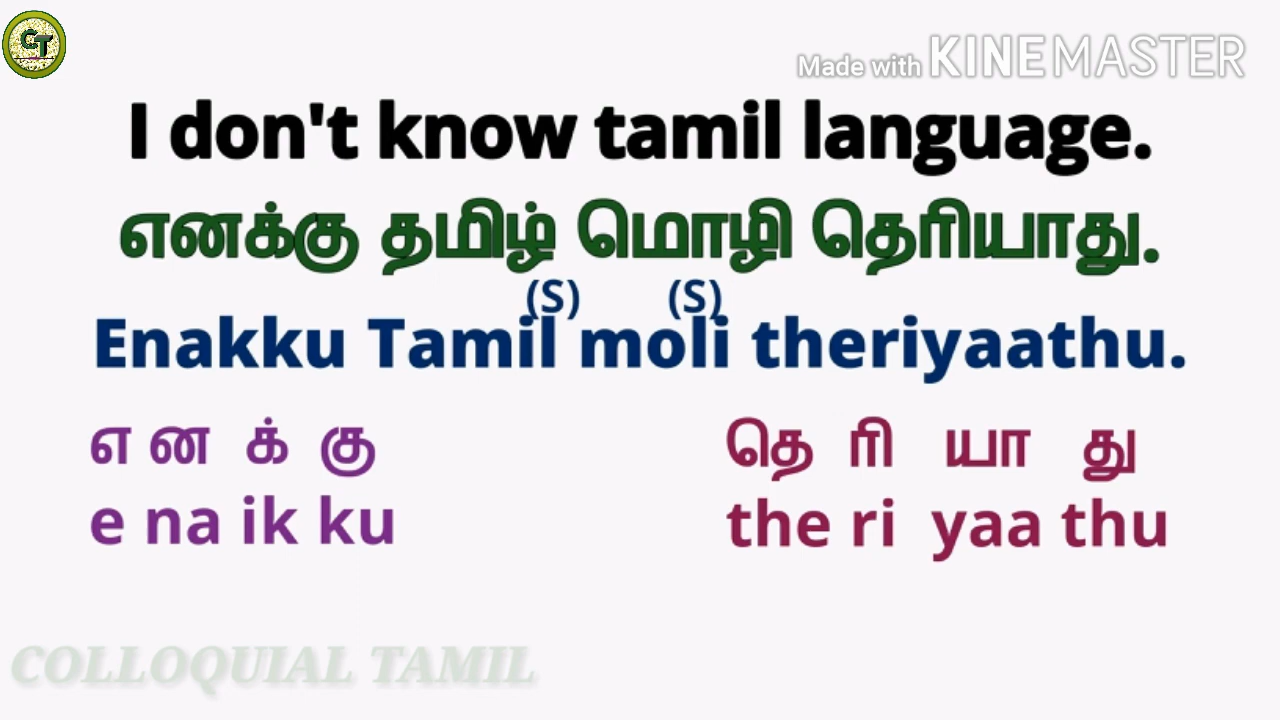 CT
Made with KINEMASTER
I don't know tamil language.
எனக்கு தமிழ் மொழி தெரியாது.
(S) (S)
Enakku Tamil moli theriyaathu.
எ ன க் கு தெ ரி யா து
e na ik ku the ri yaa thu
COLLOQUIAL TAMIL